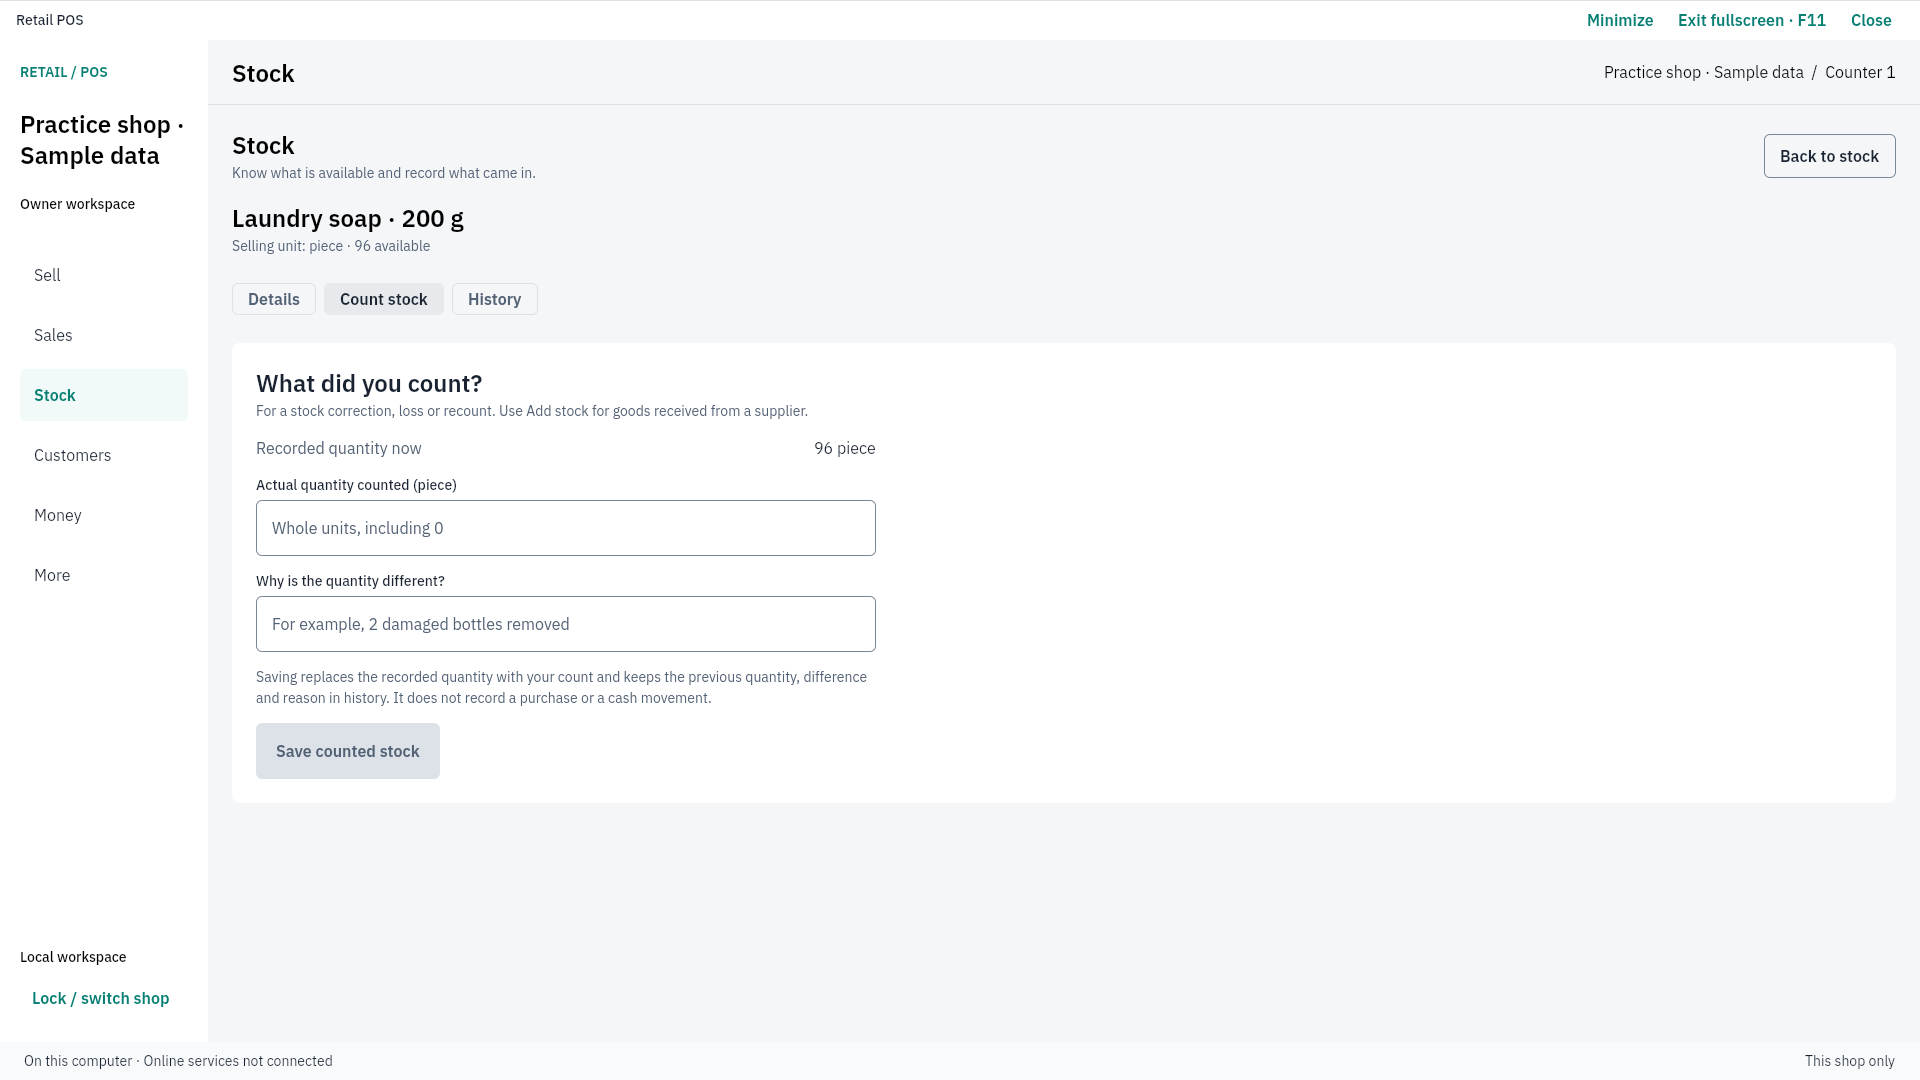 Retail POS
Minimize
Exit fullscreen · F11
Close
RETAIL / POS
Practice shop ·
Sample data
Owner workspace
Sell
Sales
Stock
Customers
Money
More
Local workspace
Lock / switch shop
Stock
Practice shop · Sample data / Counter 1
Stock
Know what is available and record what came in.
Back to stock
Laundry soap · 200 g
Selling unit: piece · 96 available
Details
Count stock
History
What did you count?
For a stock correction, loss or recount. Use Add stock for goods received from a supplier.
Recorded quantity now
96 piece
Actual quantity counted (piece)
Whole units, including 0
Why is the quantity different?
For example, 2 damaged bottles removed
Saving replaces the recorded quantity with your count and keeps the previous quantity, difference
and reason in history. It does not record a purchase or a cash movement.
Save counted stock
On this computer · Online services not connected
This shop only